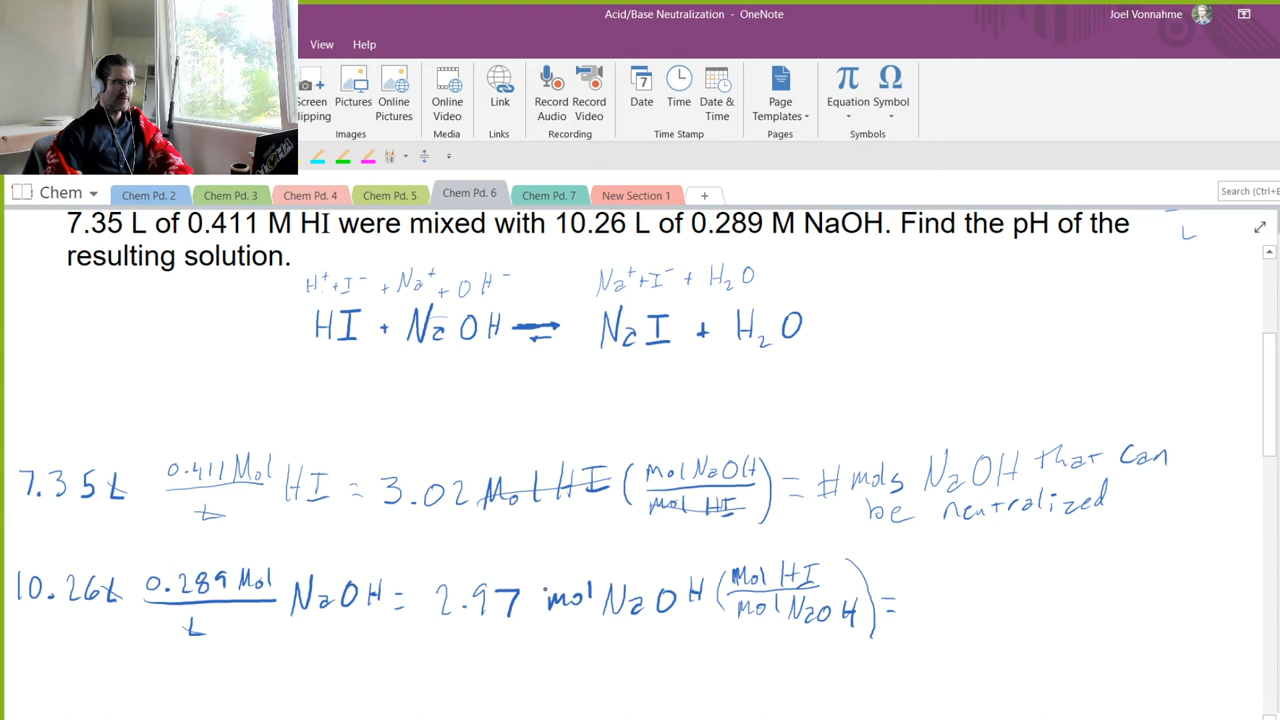 Acid/Base Neutralization - OneNote
Joel Vonnahme
View Help
Screen Clipping Pictures Online Pictures Online Video Link Record Audio Record Video Date Time Date & Time Page Templates Equation Symbol
Images Media Links Recording Time Stamp Pages Symbols
Chem Chem Pd. 2 Chem Pd. 3 Chem Pd. 4 Chem Pd. 5 Chem Pd. 6 Chem Pd. 7 New Section 1 + Search (Ctrl+E
7.35 L of 0.411 M HI were mixed with 10.26 L of 0.289 M NaOH. Find the pH of the
resulting solution.
L
H⁺+I⁻ + Na⁺ + OH⁻ Na⁺+I⁻ + H₂O
HI + NaOH ⇌ NaI + H₂O
7.35 L 0.411 Mol/L HI = 3.02 Mol HI (mol NaOH/mol HI) = # mols NaOH that can
be neutralized
10.26 L 0.289 Mol/L NaOH = 2.97 mol NaOH (Mol HI/mol NaOH) =